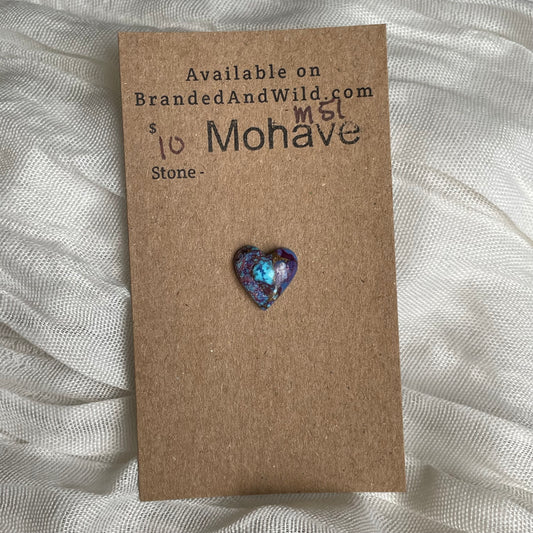 Available on
BrandedAndWild.com
M51
$10 Mohave
Stone -